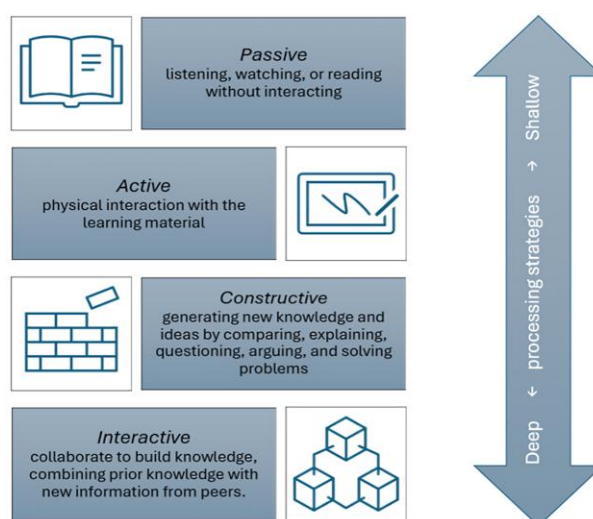 Passive
listening, watching, or reading
without interacting
Active
physical interaction with the
learning material
Constructive
generating new knowledge and
ideas by comparing, explaining,
questioning, arguing, and solving
problems
Interactive
collaborate to build knowledge,
combining prior knowledge with
new information from peers.
Deep ← processing strategies → Shallow